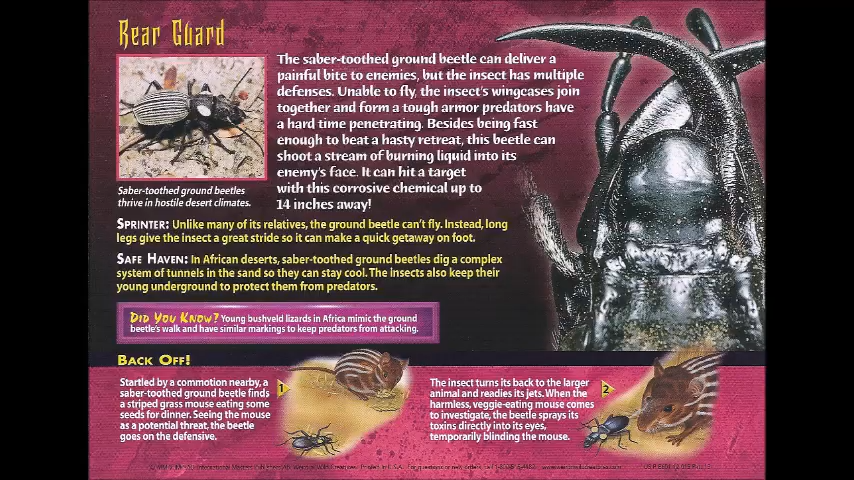 Rear Guard
The saber-toothed ground beetle can deliver a
painful bite to enemies, but the insect has multiple
defenses. Unable to fly, the insect's wingcases join
together and form a tough armor predators have
a hard time penetrating. Besides being fast
enough to beat a hasty retreat, this beetle can
shoot a stream of burning liquid into its
enemy's face. It can hit a target
with this corrosive chemical up to
14 inches away!
Saber-toothed ground beetles
thrive in hostile desert climates.
SPRINTER: Unlike many of its relatives, the ground beetle can't fly. Instead, long
legs give the insect a great stride so it can make a quick getaway on foot.
SAFE HAVEN: In African deserts, saber-toothed ground beetles dig a complex
system of tunnels in the sand so they can stay cool. The insects also keep their
young underground to protect them from predators.
DID YOU KNOW? Young bushveld lizards in Africa mimic the ground
beetle's walk and have similar markings to keep predators from attacking.
BACK OFF!
Startled by a commotion nearby, a
saber-toothed ground beetle finds
a striped grass mouse eating some
seeds for dinner. Seeing the mouse
as a potential threat, the beetle
goes on the defensive.
1
The insect turns its back to the larger
animal and readies its jets. When the
harmless, veggie-eating mouse comes
to investigate, the beetle sprays its
toxins directly into its eyes,
temporarily blinding the mouse.
2